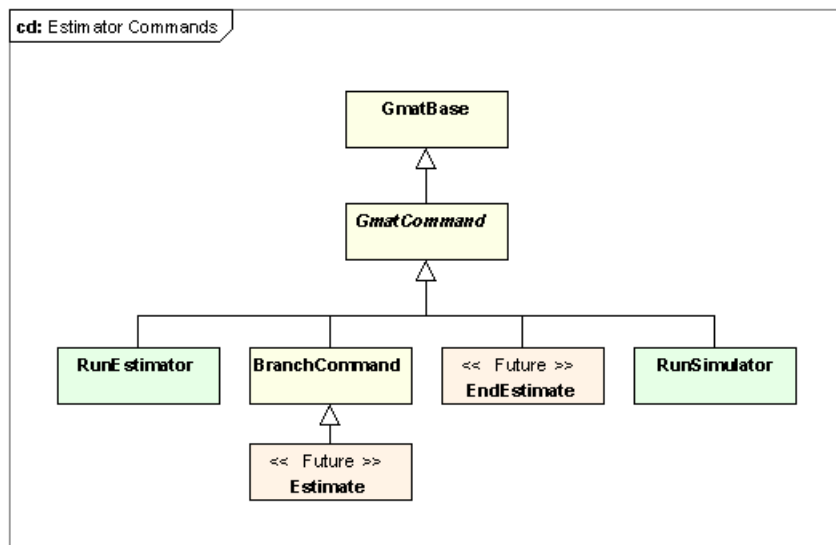 cd: Estimator Commands
GmatBase
GmatCommand
RunEstimator
BranchCommand
<< Future >>
EndEstimate
RunSimulator
<< Future >>
Estimate